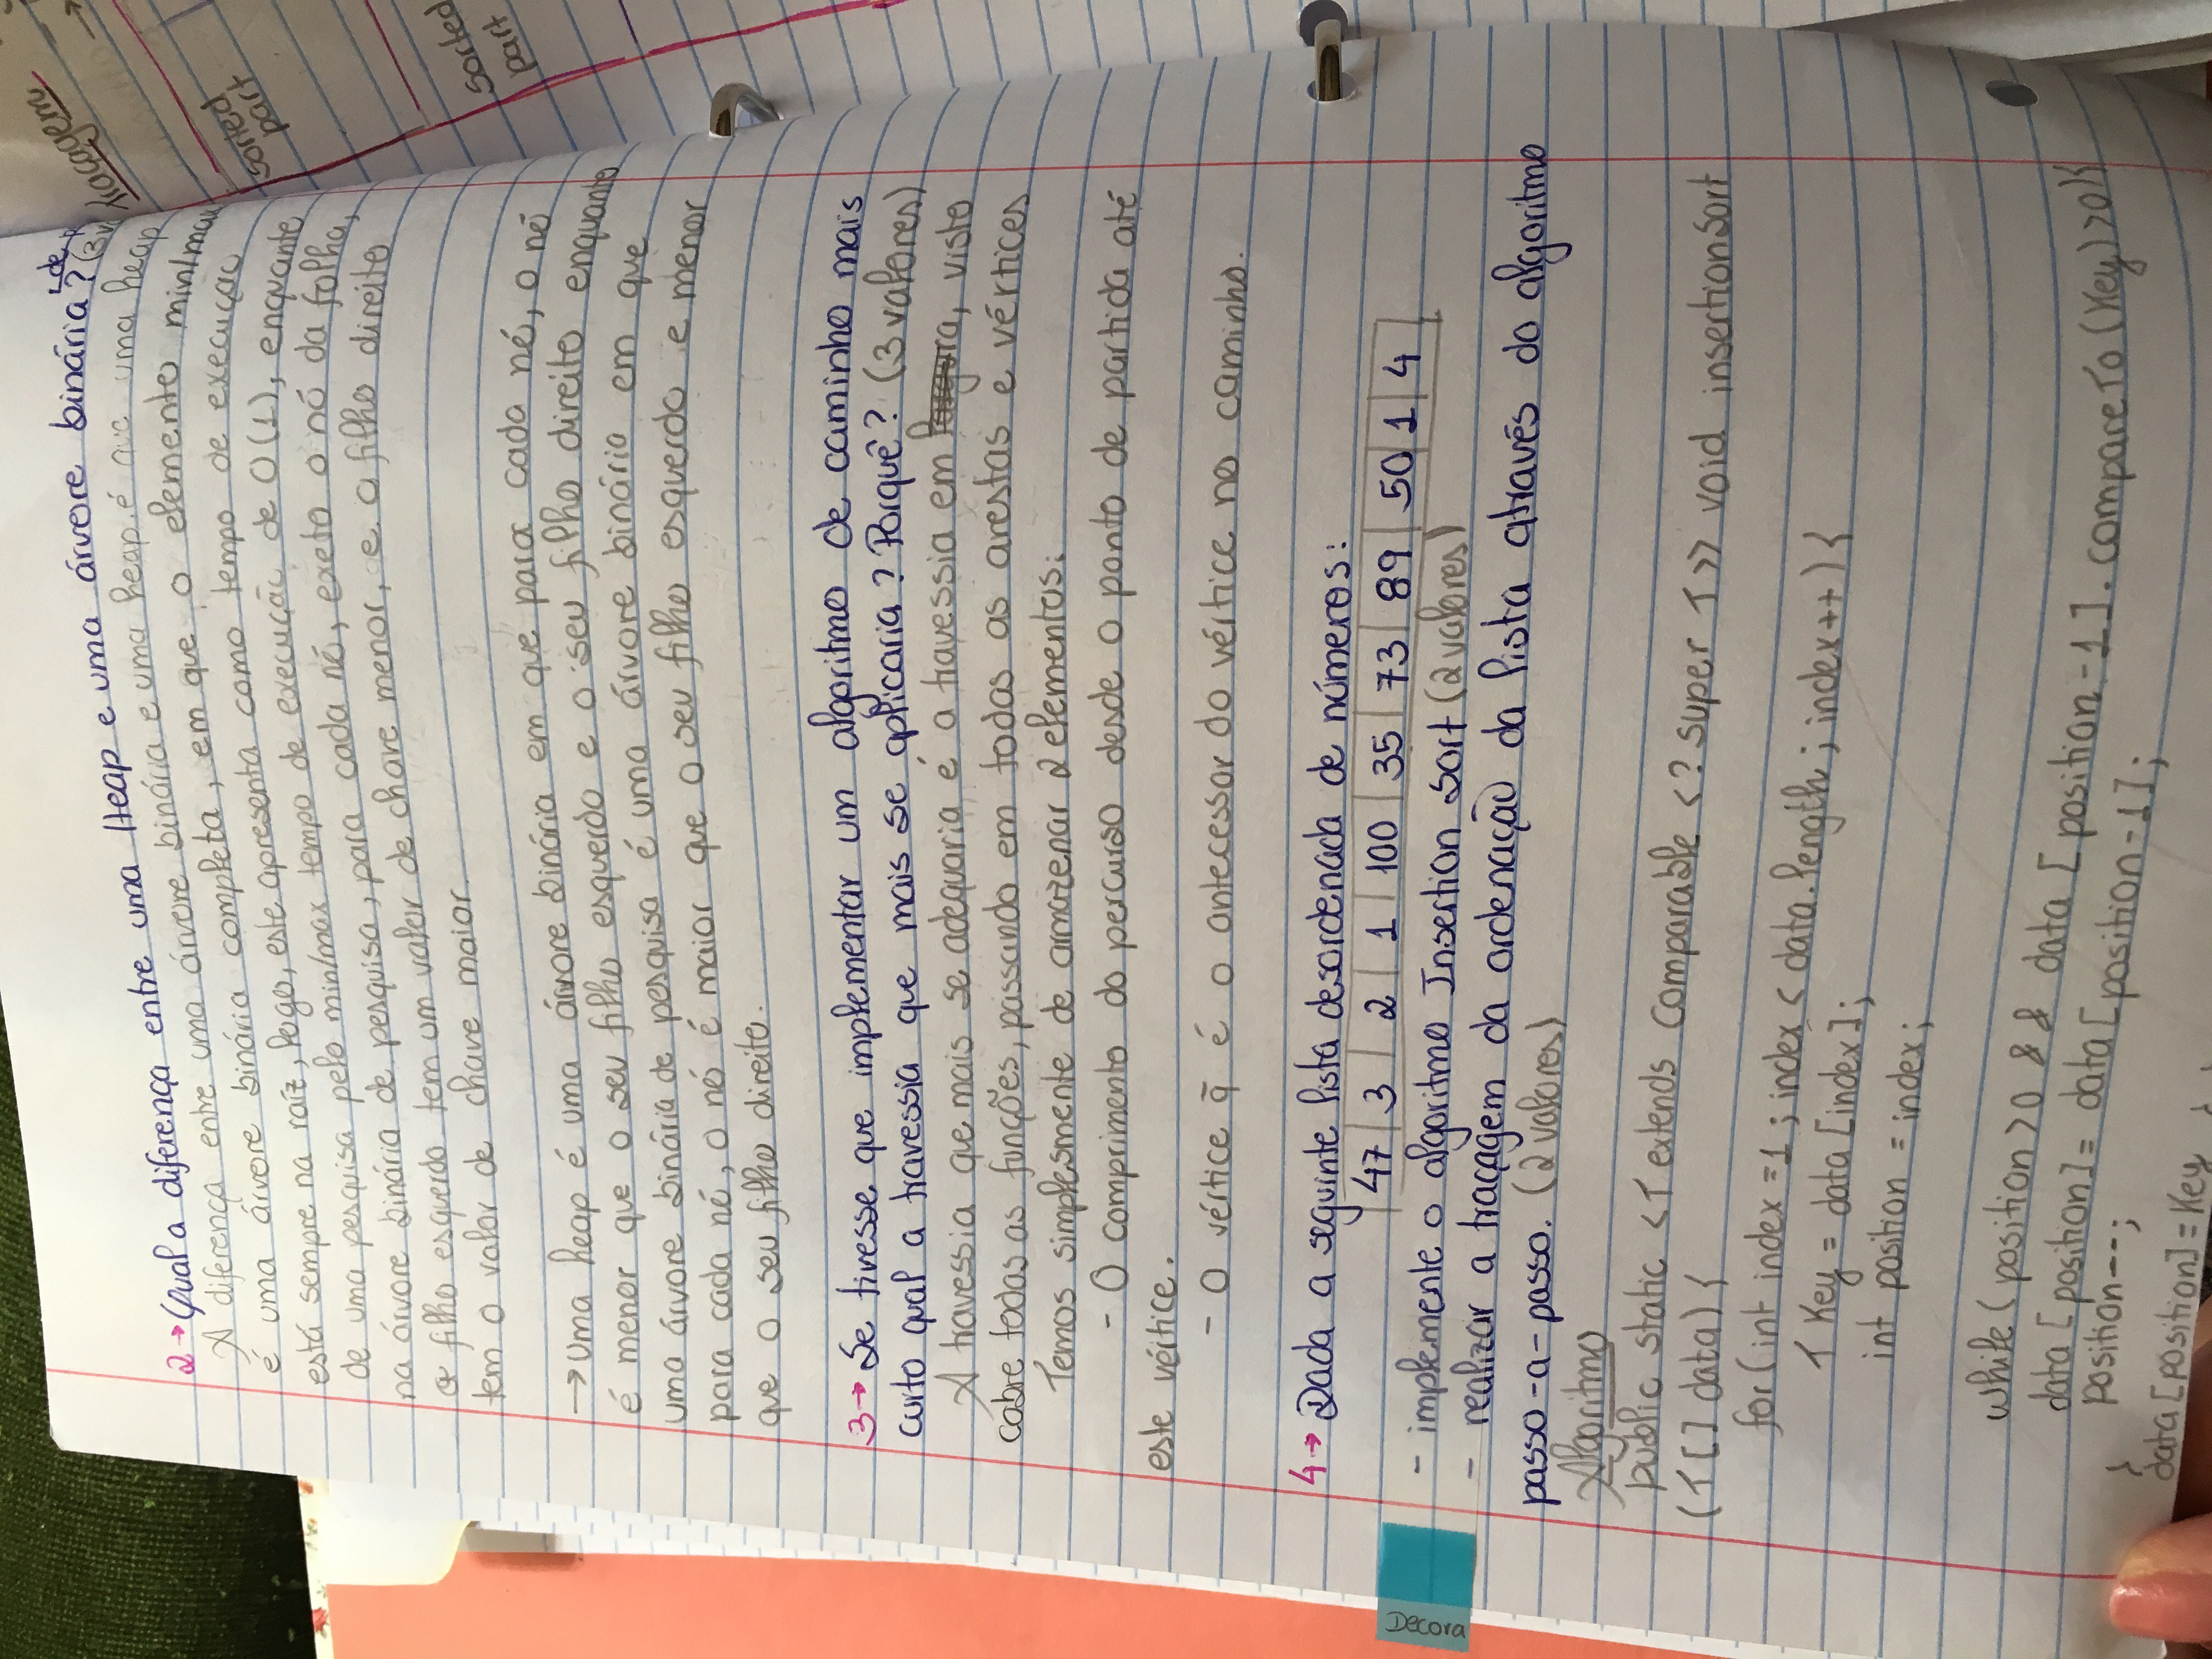 2→ Qual a diferença entre uma Heap e uma árvore binária? ↳de
A diferença entre uma árvore binária e uma heap é que uma heap
é uma árvore binária completa, em que o elemento min/max
está sempre na raíz, logo, este apresenta como tempo de execução
de uma pesquisa pelo min/max tempo de execução de O(1), enquanto
na árvore binária de pesquisa, para cada nó, exeto o nó da folha,
o filho esquerdo tem um valor de chave menor, e o filho direito
tem o valor de chave maior.
→ Uma heap é uma árvore binária em que para cada nó, o nó
é menor que o seu filho esquerdo e o seu filho direito enquanto
uma árvore binária de pesquisa é uma árvore binária em que
para cada nó, o nó é maior que o seu filho esquerdo e menor
que o seu filho direito.
3→ Se tivesse que implementar um algoritmo de caminho mais
curto qual a travessia que mais se aplicaria? Porquê? (3 valores)
A travessia que mais se adequaria é a travessia em largura, visto
cobre todas as funções, passando em todas as arestas e vértices
Temos simplesmente de armazenar 2 elementos:
- O comprimento do percurso desde o ponto de partida até
este vértice.
- O vértice q̄ é o antecessor do vértice no caminho.
4→ Dada a seguinte lista desordenada de números:
47 | 3 | 2 | 1 | 100 | 35 | 73 | 89 | 50 | 1 | 4
- implemente o algoritmo Insertion Sort (2 valores)
- realizar a traçagem da ordenação da lista através do algoritmo
passo-a-passo. (2 valores)
Algoritmo
public static <T extends Comparable <? super T>> void insertionSort
(T[] data) {
for (int index =1 ; index < data.length ; index++) {
T Key = data [index];
int position = index;
while (position >0 && data [position-1]. compareTo (Key) >0){
data [position] = data [position-1];
position--;
}
data [position] = Key
Traçagem
sorted
part
sorted
part
Decora